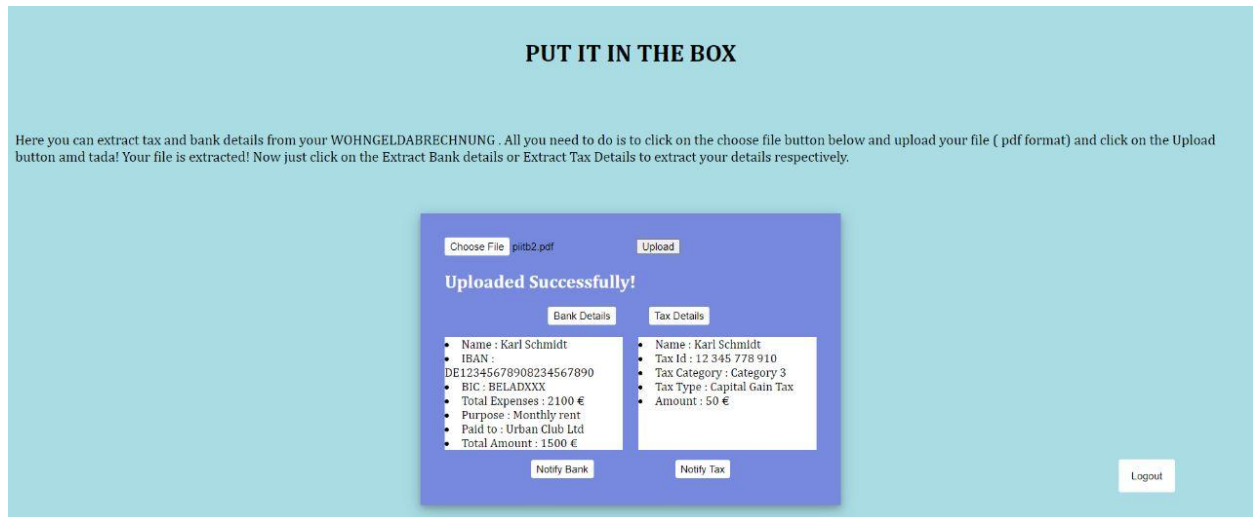 PUT IT IN THE BOX
Here you can extract tax and bank details from your WOHNGELDABRECHNUNG . All you need to do is to click on the choose file button below and upload your file ( pdf format) and click on the Upload
button amd tada! Your file is extracted! Now just click on the Extract Bank details or Extract Tax Details to extract your details respectively.
Choose File piitb2.pdf Upload
Uploaded Successfully!
Bank Details Tax Details
• Name : Karl Schmidt
• IBAN :
DE12345678908234567890
• BIC : BELADXXX
• Total Expenses : 2100 €
• Purpose : Monthly rent
• Paid to : Urban Club Ltd
• Total Amount : 1500 €
• Name : Karl Schmidt
• Tax Id : 12 345 778 910
• Tax Category : Category 3
• Tax Type : Capital Gain Tax
• Amount : 50 €
Notify Bank Notify Tax
Logout